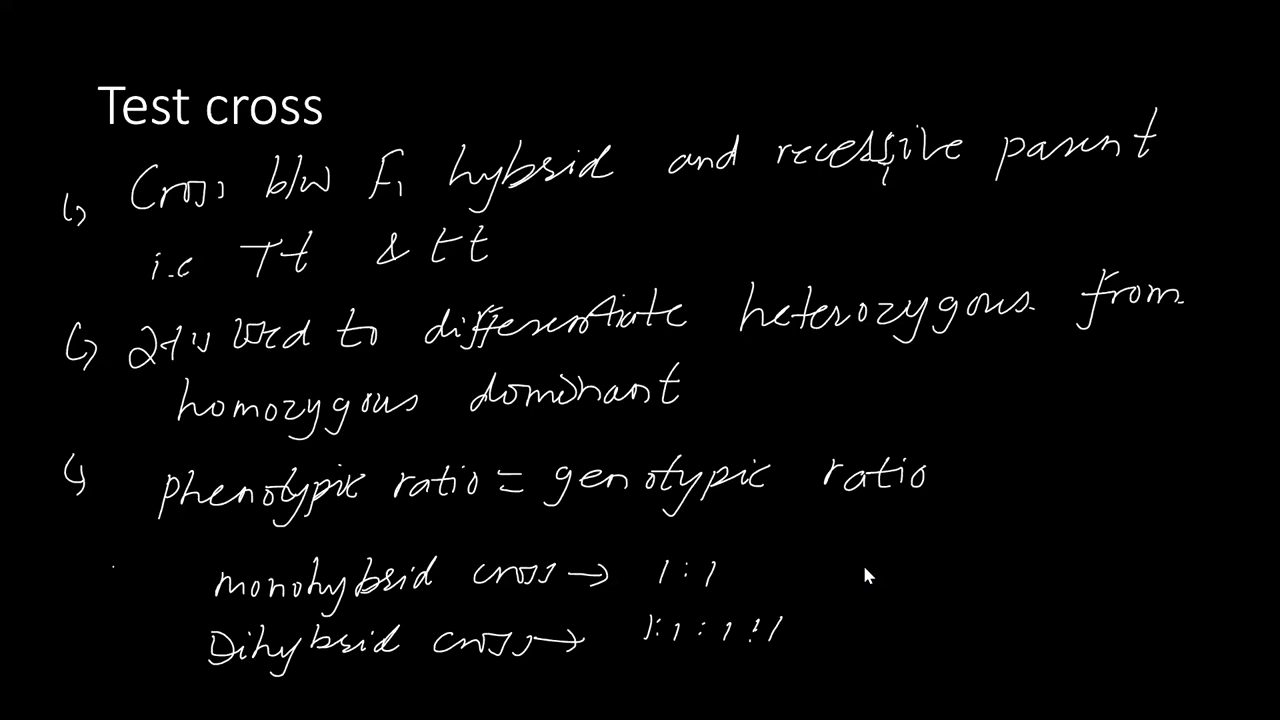 Test cross
↳ Cross b/w F1 hybrid and recessive parent
i.e Tt & tt
↳ It is used to differentiate heterozygous from
homozygous dominant
↳ phenotypic ratio = genotypic ratio
monohybrid cross → 1:1
Dihybrid cross → 1:1:1:1